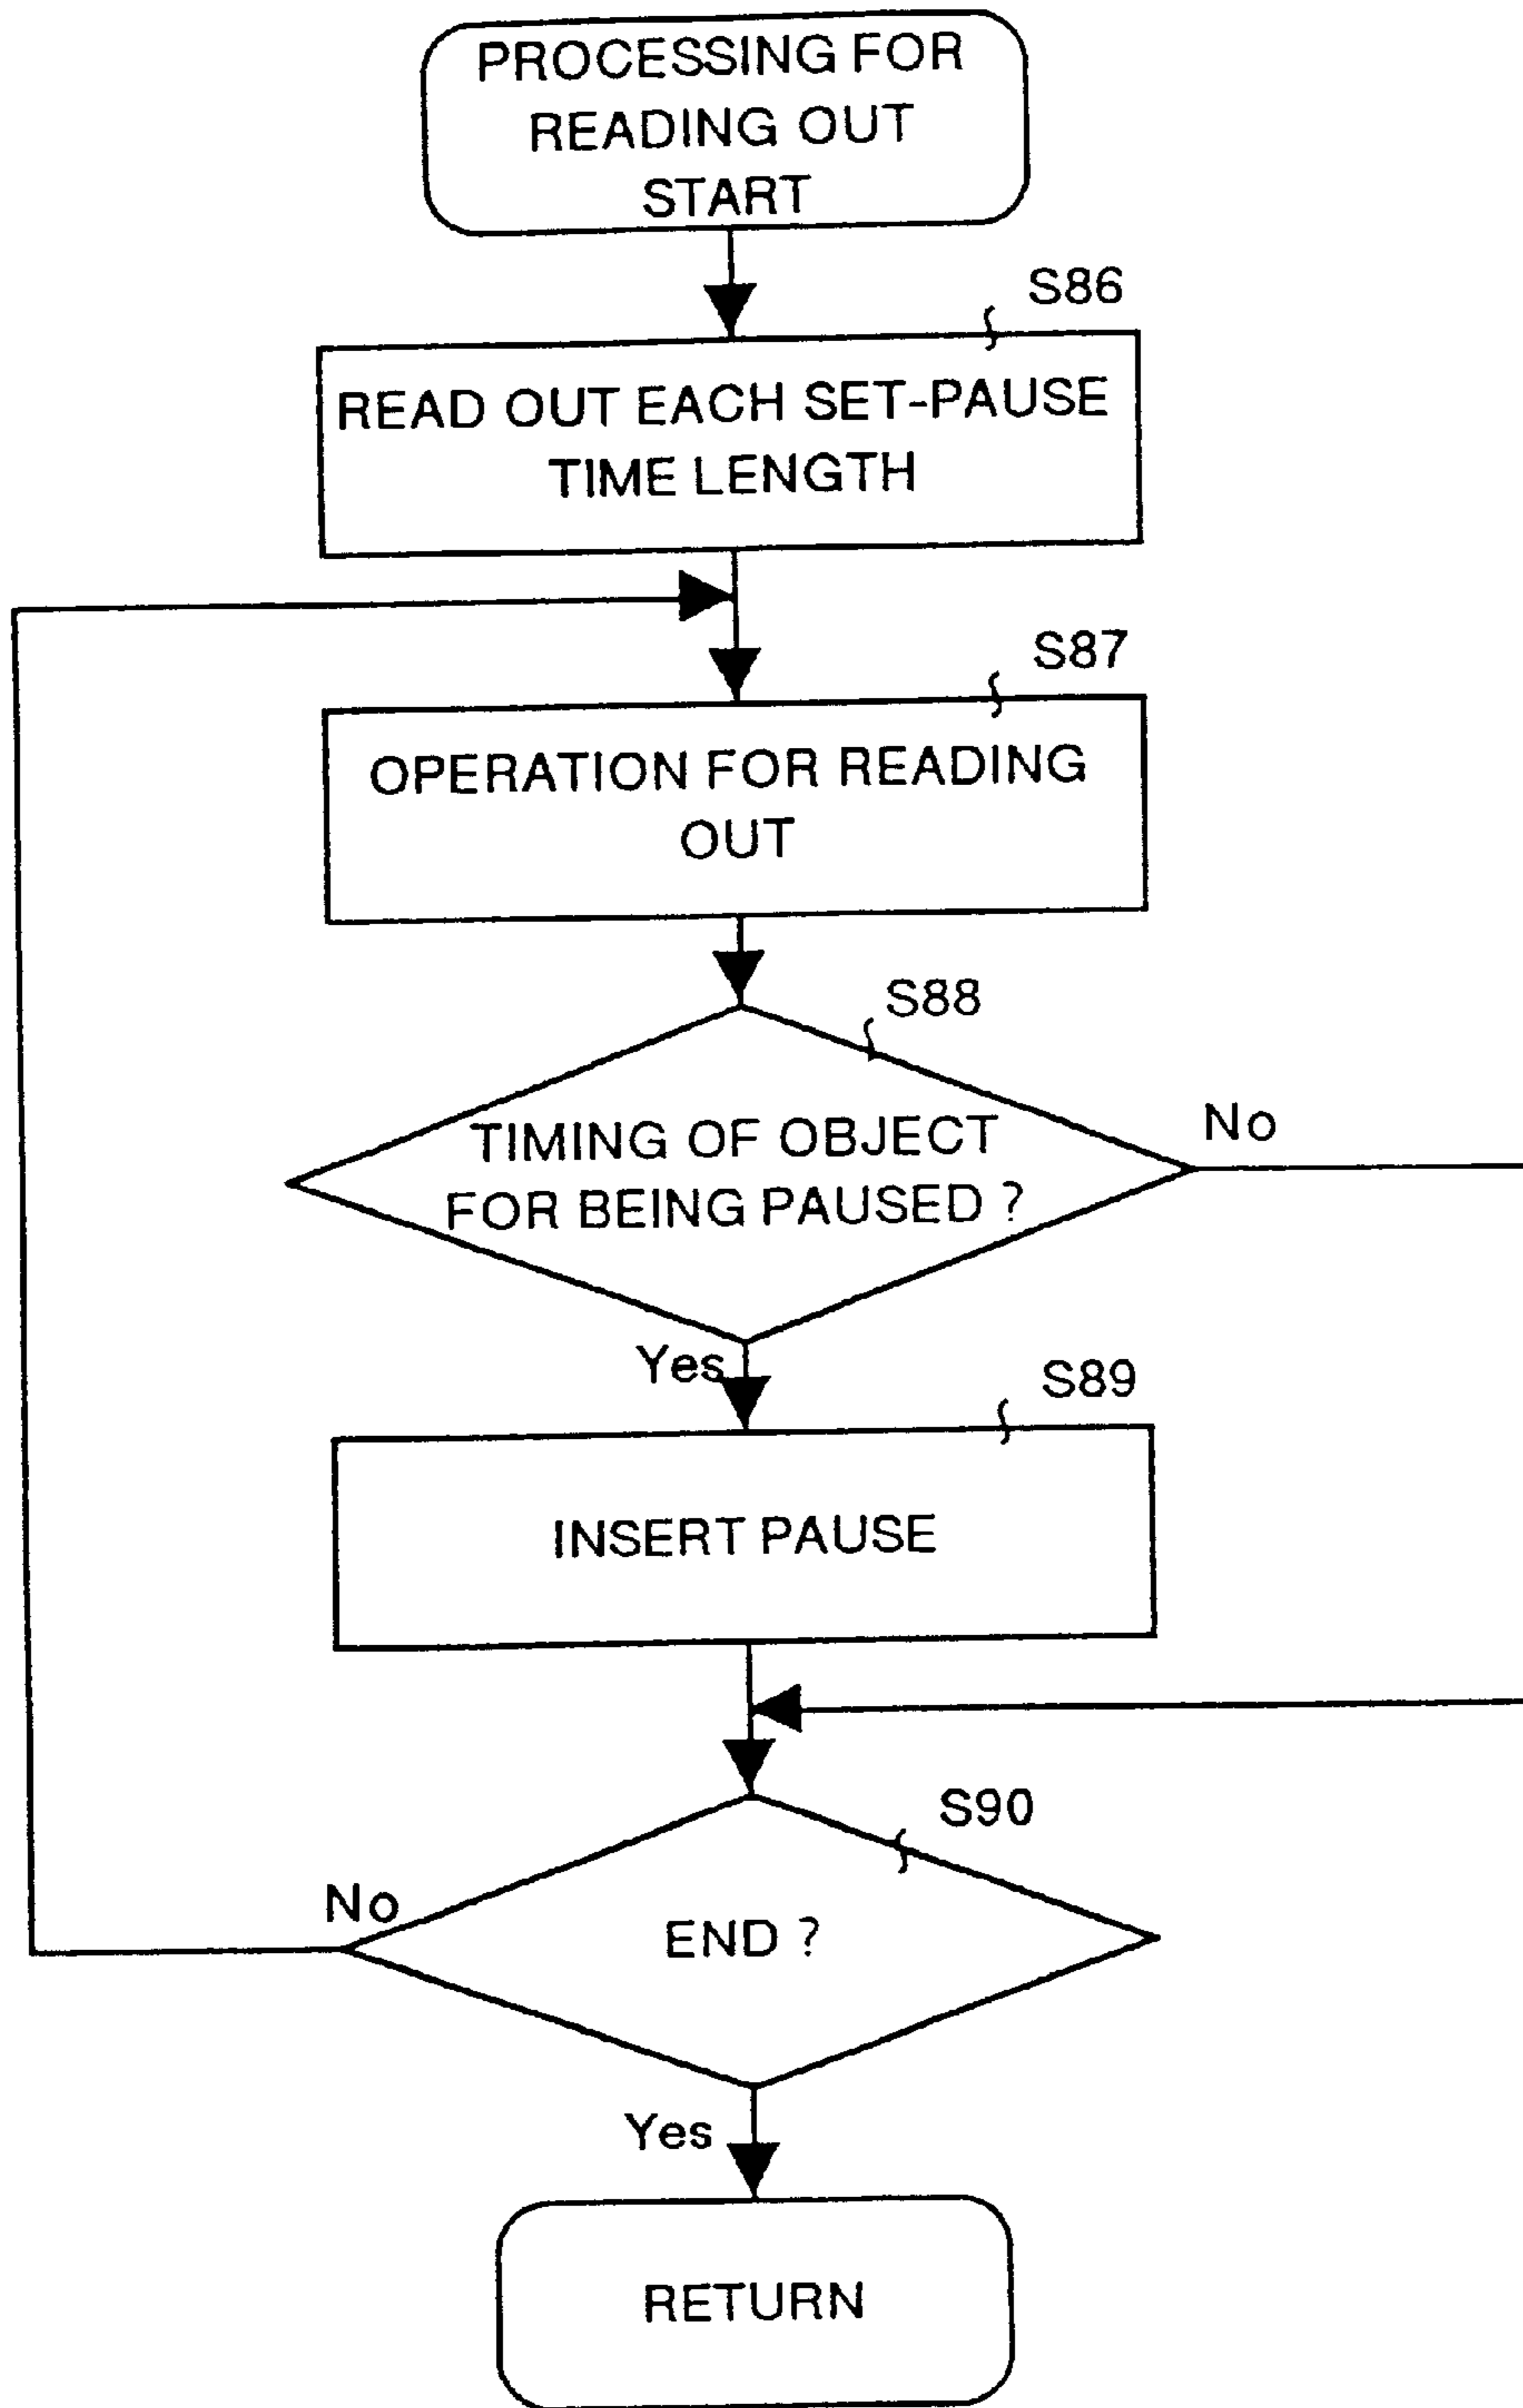 PROCESSING FOR
READING OUT
START
S86
READ OUT EACH SET-PAUSE
TIME LENGTH
S87
OPERATION FOR READING
OUT
S88
TIMING OF OBJECT
FOR BEING PAUSED ?
No
Yes
S89
INSERT PAUSE
S90
No
END ?
Yes
RETURN